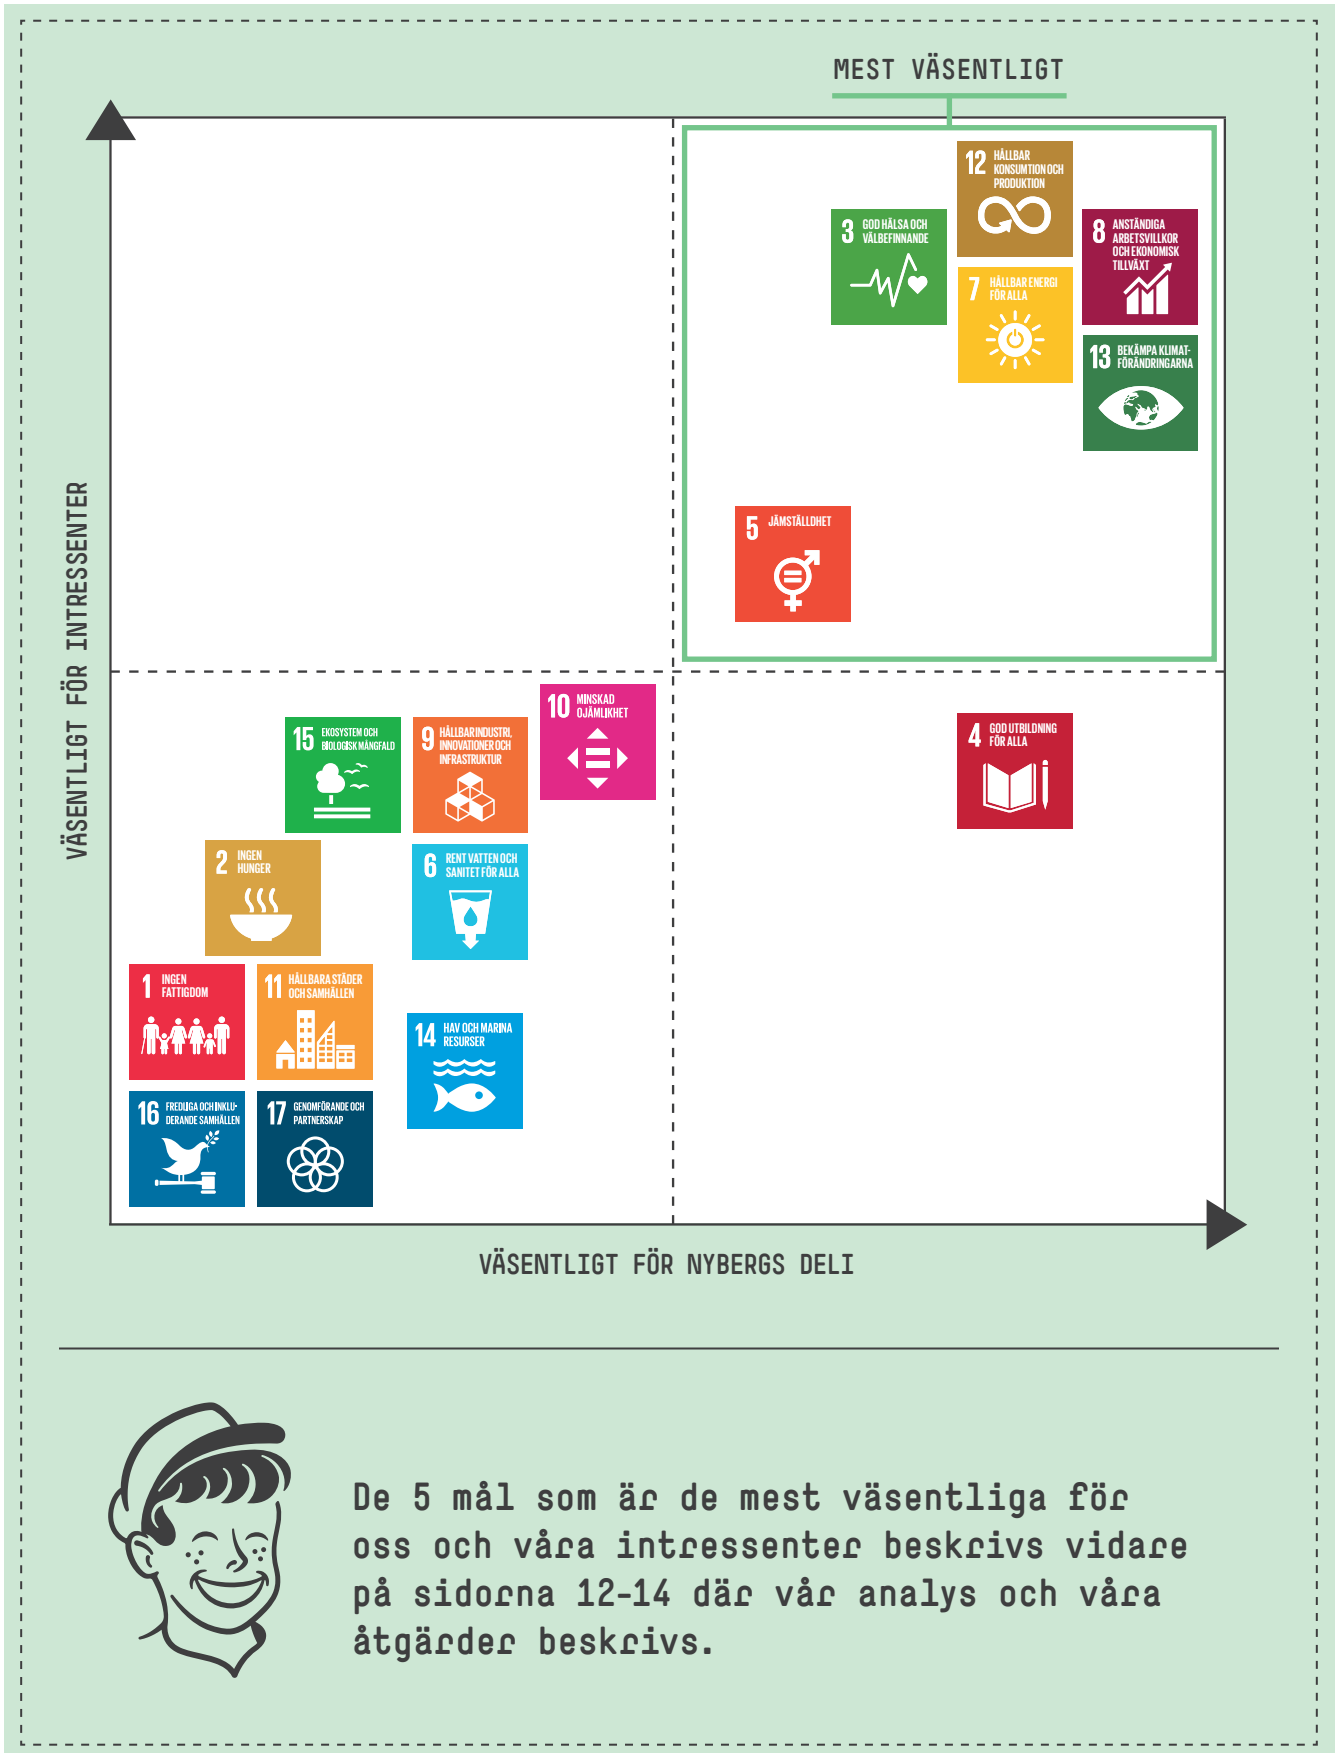 MEST VÄSENTLIGT
12 HÅLLBAR
KONSUMTION OCH
PRODUKTION
3 GOD HÄLSA OCH
VÄLBEFINNANDE
8 ANSTÄNDIGA
ARBETSVILLKOR
OCH EKONOMISK
TILLVÄXT
7 HÅLLBAR ENERGI
FÖR ALLA
13 BEKÄMPA KLIMAT-
FÖRÄNDRINGARNA
5 JÄMSTÄLLDHET
VÄSENTLIGT FÖR INTRESSENTER
10 MINSKAD
OJÄMLIKHET
15 EKOSYSTEM OCH
BIOLOGISK MÅNGFALD
9 HÅLLBAR INDUSTRI,
INNOVATIONER OCH
INFRASTRUKTUR
4 GOD UTBILDNING
FÖR ALLA
2 INGEN
HUNGER
6 RENT VATTEN OCH
SANITET FÖR ALLA
1 INGEN
FATTIGDOM
11 HÅLLBARA STÄDER
OCH SAMHÄLLEN
14 HAV OCH MARINA
RESURSER
16 FREDLIGA OCH INKLU-
DERANDE SAMHÄLLEN
17 GENOMFÖRANDE OCH
PARTNERSKAP
VÄSENTLIGT FÖR NYBERGS DELI
De 5 mål som är de mest väsentliga för
oss och våra intressenter beskrivs vidare
på sidorna 12-14 där vår analys och våra
åtgärder beskrivs.